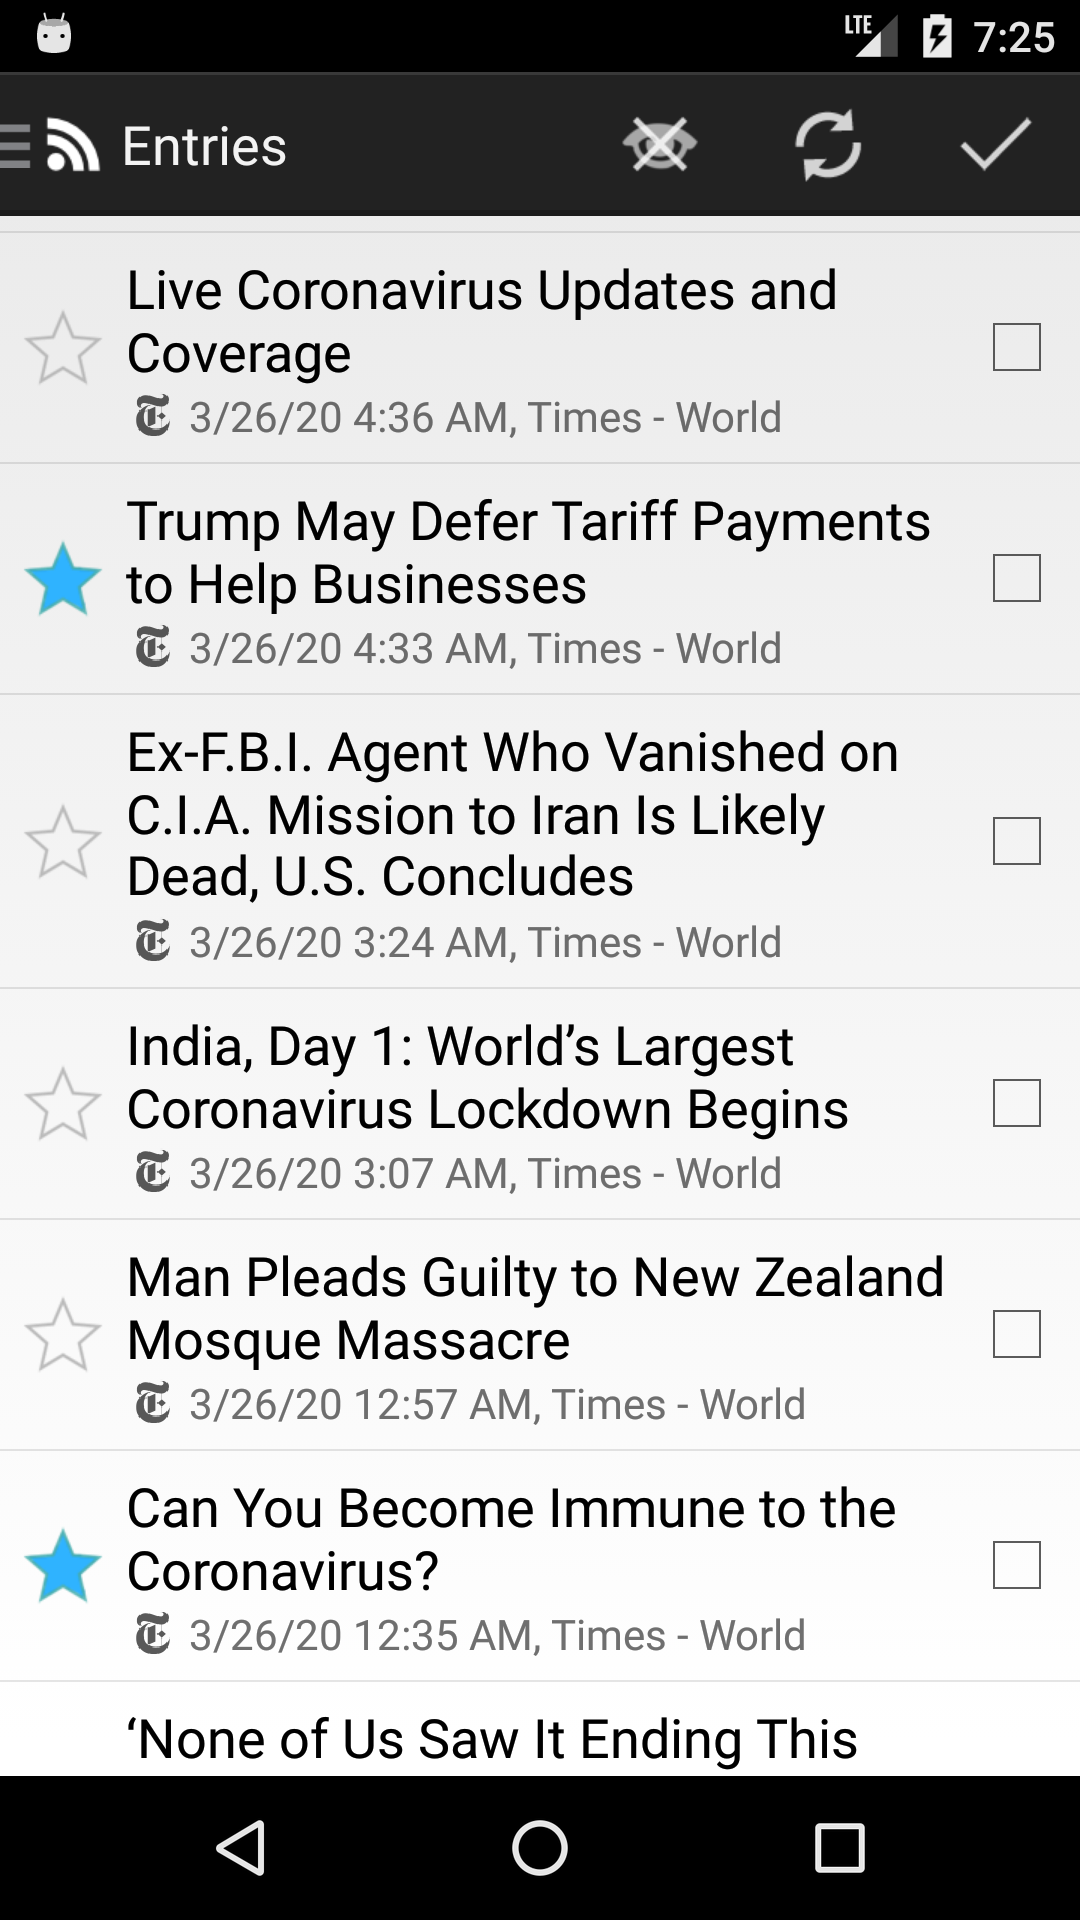 LTE 7:25
Entries
Live Coronavirus Updates and
Coverage
3/26/20 4:36 AM, Times - World
Trump May Defer Tariff Payments
to Help Businesses
3/26/20 4:33 AM, Times - World
Ex-F.B.I. Agent Who Vanished on
C.I.A. Mission to Iran Is Likely
Dead, U.S. Concludes
3/26/20 3:24 AM, Times - World
India, Day 1: World’s Largest
Coronavirus Lockdown Begins
3/26/20 3:07 AM, Times - World
Man Pleads Guilty to New Zealand
Mosque Massacre
3/26/20 12:57 AM, Times - World
Can You Become Immune to the
Coronavirus?
3/26/20 12:35 AM, Times - World
‘None of Us Saw It Ending This